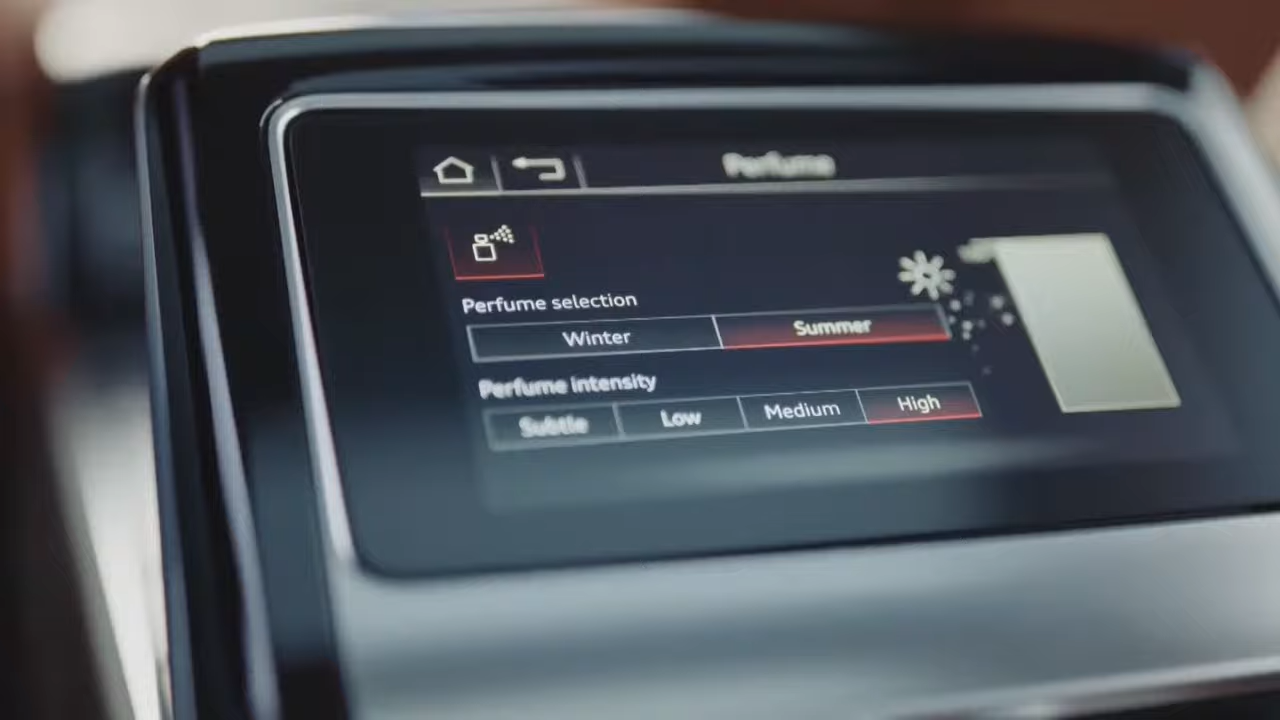 Perfume
Perfume selection
Winter Summer
Perfume intensity
Subtle Low Medium High